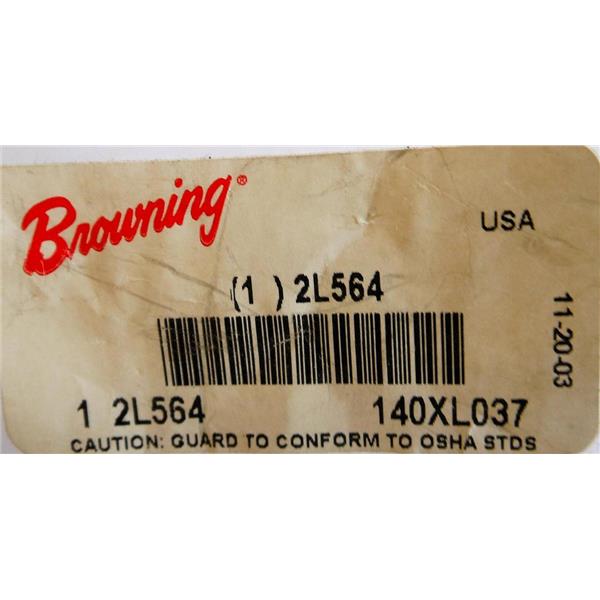 Browning®
USA
(1 ) 2L564
11-20-03
1 2L564 140XL037
CAUTION: GUARD TO CONFORM TO OSHA STDS